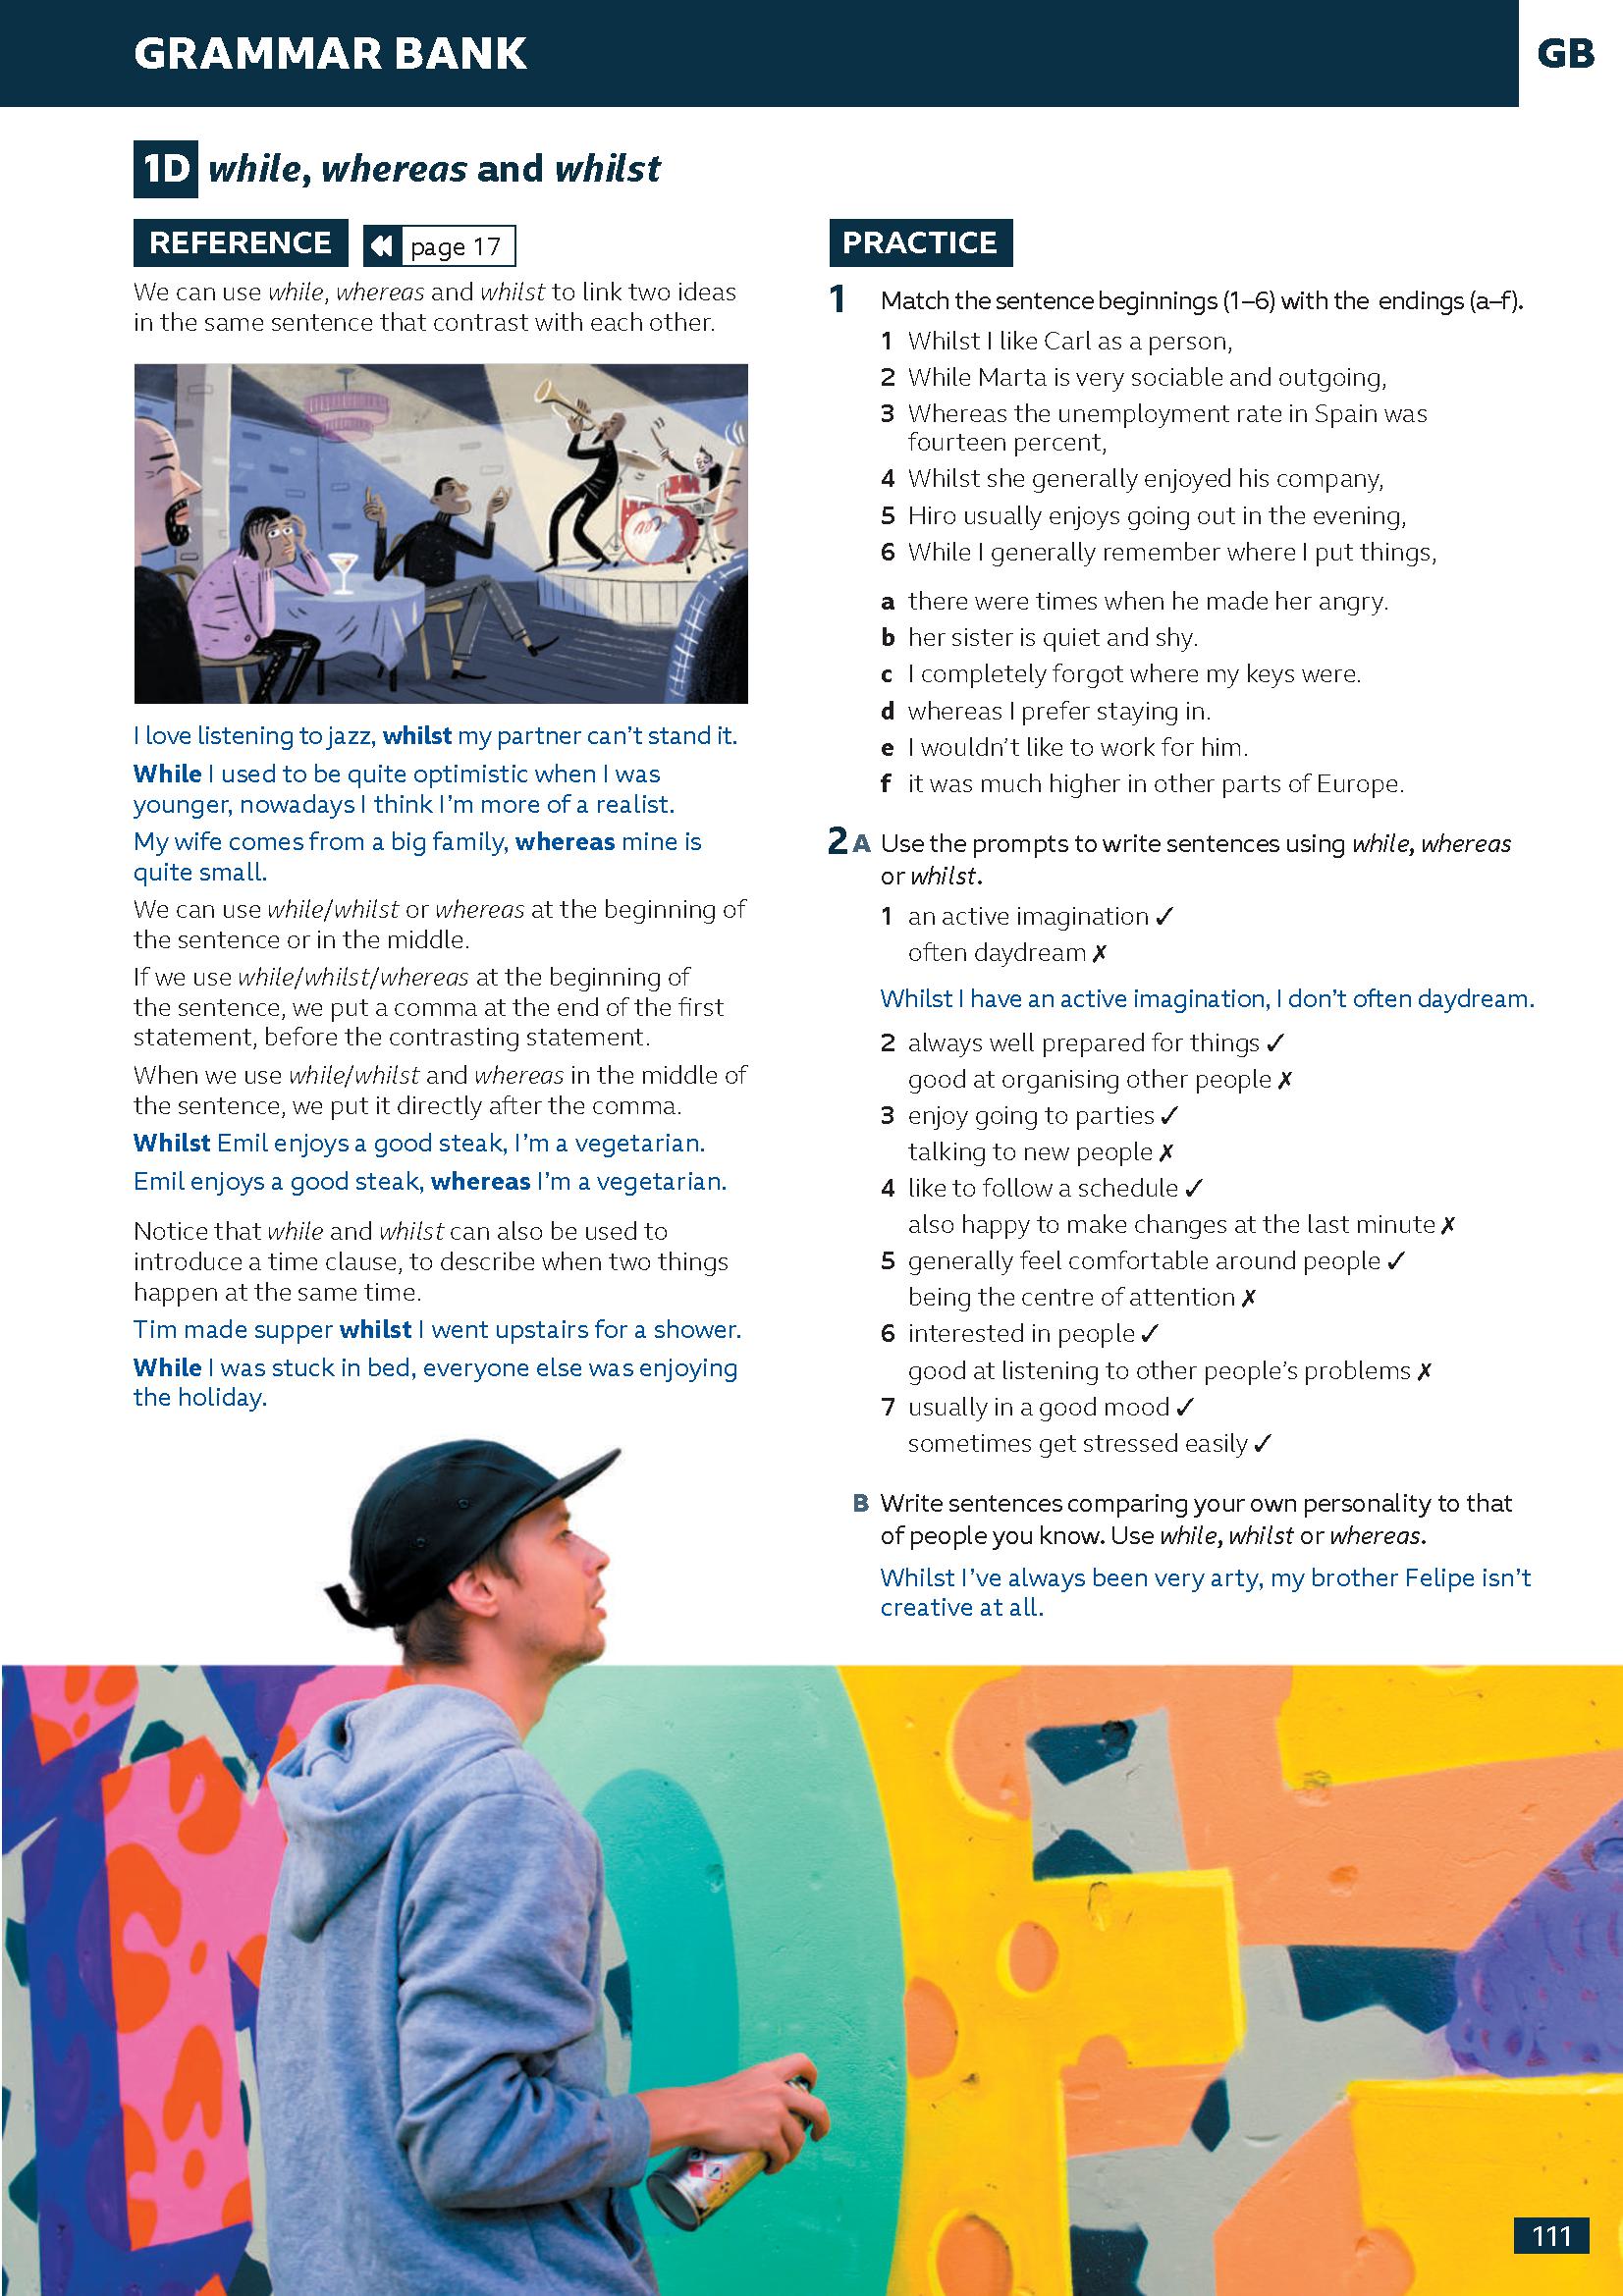 GRAMMAR BANK
GB
1D while, whereas and whilst
REFERENCE
page 17
We can use while, whereas and whilst to link two ideas
in the same sentence that contrast with each other.
I love listening to jazz, whilst my partner can't stand it.
While I used to be quite optimistic when I was
younger, nowadays I think I'm more of a realist.
My wife comes from a big family, whereas mine is
quite small.
We can use while/whilst or whereas at the beginning of
the sentence or in the middle.
If we use while/whilst/whereas at the beginning of
the sentence, we put a comma at the end of the first
statement, before the contrasting statement.
When we use while/whilst and whereas in the middle of
the sentence, we put it directly after the comma.
Whilst Emil enjoys a good steak, I'm a vegetarian.
Emil enjoys a good steak, whereas I'm a vegetarian.
Notice that while and whilst can also be used to
introduce a time clause, to describe when two things
happen at the same time.
Tim made supper whilst I went upstairs for a shower.
While I was stuck in bed, everyone else was enjoying
the holiday.
PRACTICE
1 Match the sentence beginnings (1–6) with the endings (a–f).
1 Whilst I like Carl as a person,
2 While Marta is very sociable and outgoing,
3 Whereas the unemployment rate in Spain was
fourteen percent,
4 Whilst she generally enjoyed his company,
5 Hiro usually enjoys going out in the evening,
6 While I generally remember where I put things,
a there were times when he made her angry.
b her sister is quiet and shy.
c I completely forgot where my keys were.
d whereas I prefer staying in.
e I wouldn't like to work for him.
f it was much higher in other parts of Europe.
2 A Use the prompts to write sentences using while, whereas
or whilst.
1 an active imagination ✓
often daydream ✗
Whilst I have an active imagination, I don't often daydream.
2 always well prepared for things ✓
good at organising other people ✗
3 enjoy going to parties ✓
talking to new people ✗
4 like to follow a schedule ✓
also happy to make changes at the last minute ✗
5 generally feel comfortable around people ✓
being the centre of attention ✗
6 interested in people ✓
good at listening to other people's problems ✗
7 usually in a good mood ✓
sometimes get stressed easily ✓
B Write sentences comparing your own personality to that
of people you know. Use while, whilst or whereas.
Whilst I've always been very arty, my brother Felipe isn't
creative at all.
111